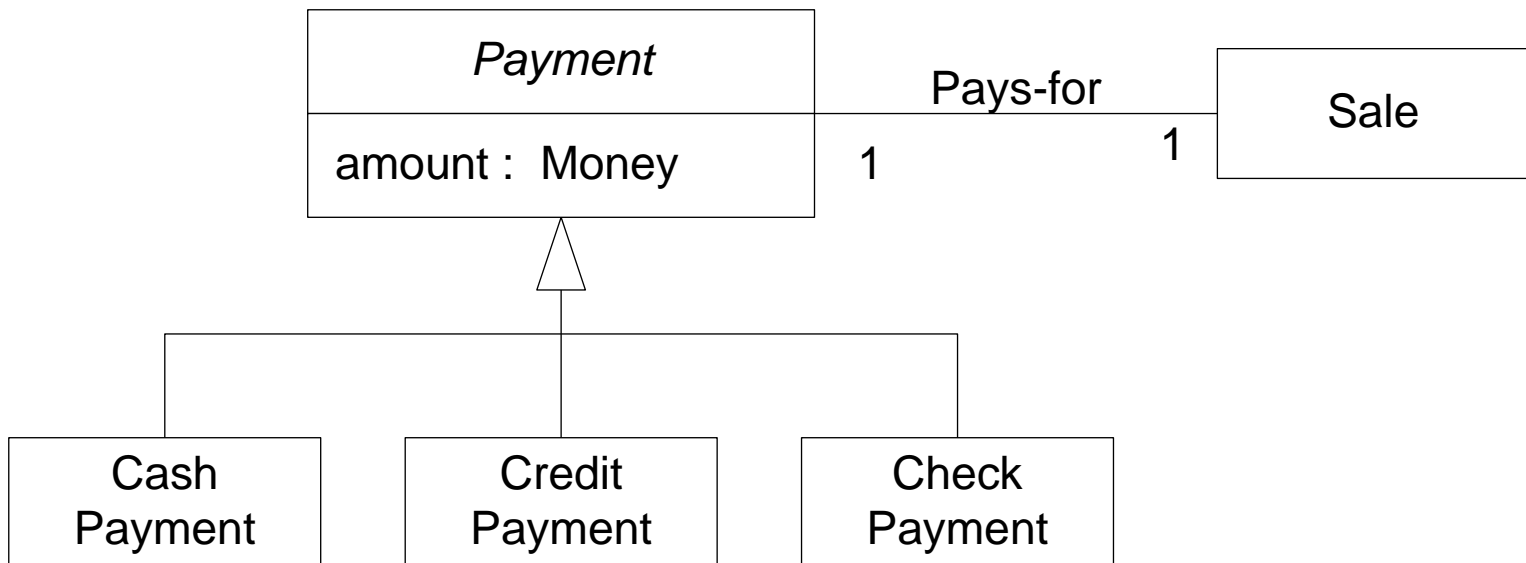 Payment
amount : Money
Pays-for
1
1
Sale
Cash
Payment
Credit
Payment
Check
Payment